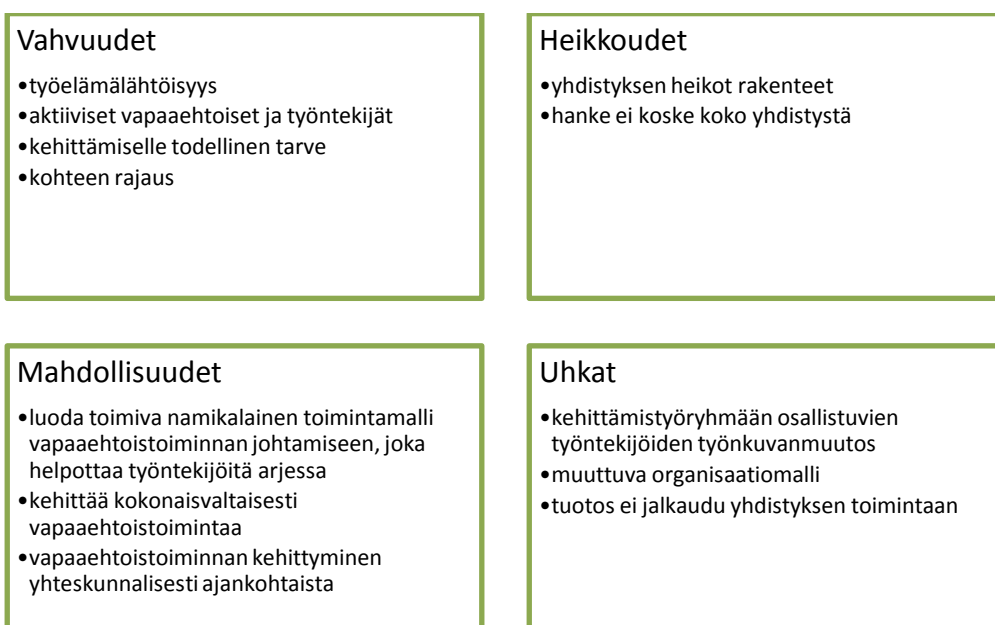 Vahvuudet
•työelämälähtöisyys
•aktiiviset vapaaehtoiset ja työntekijät
•kehittämiselle todellinen tarve
•kohteen rajaus
Heikkoudet
•yhdistyksen heikot rakenteet
•hanke ei koske koko yhdistystä
Mahdollisuudet
•luoda toimiva namikalainen toimintamalli
vapaaehtoistoiminnan johtamiseen, joka
helpottaa työntekijöitä arjessa
•kehittää kokonaisvaltaisesti
vapaaehtoistoimintaa
•vapaaehtoistoiminnan kehittyminen
yhteskunnalisesti ajankohtaista
Uhkat
•kehittämistyöryhmään osallistuvien
työntekijöiden työnkuvanmuutos
•muuttuva organisaatiomalli
•tuotos ei jalkaudu yhdistyksen toimintaan